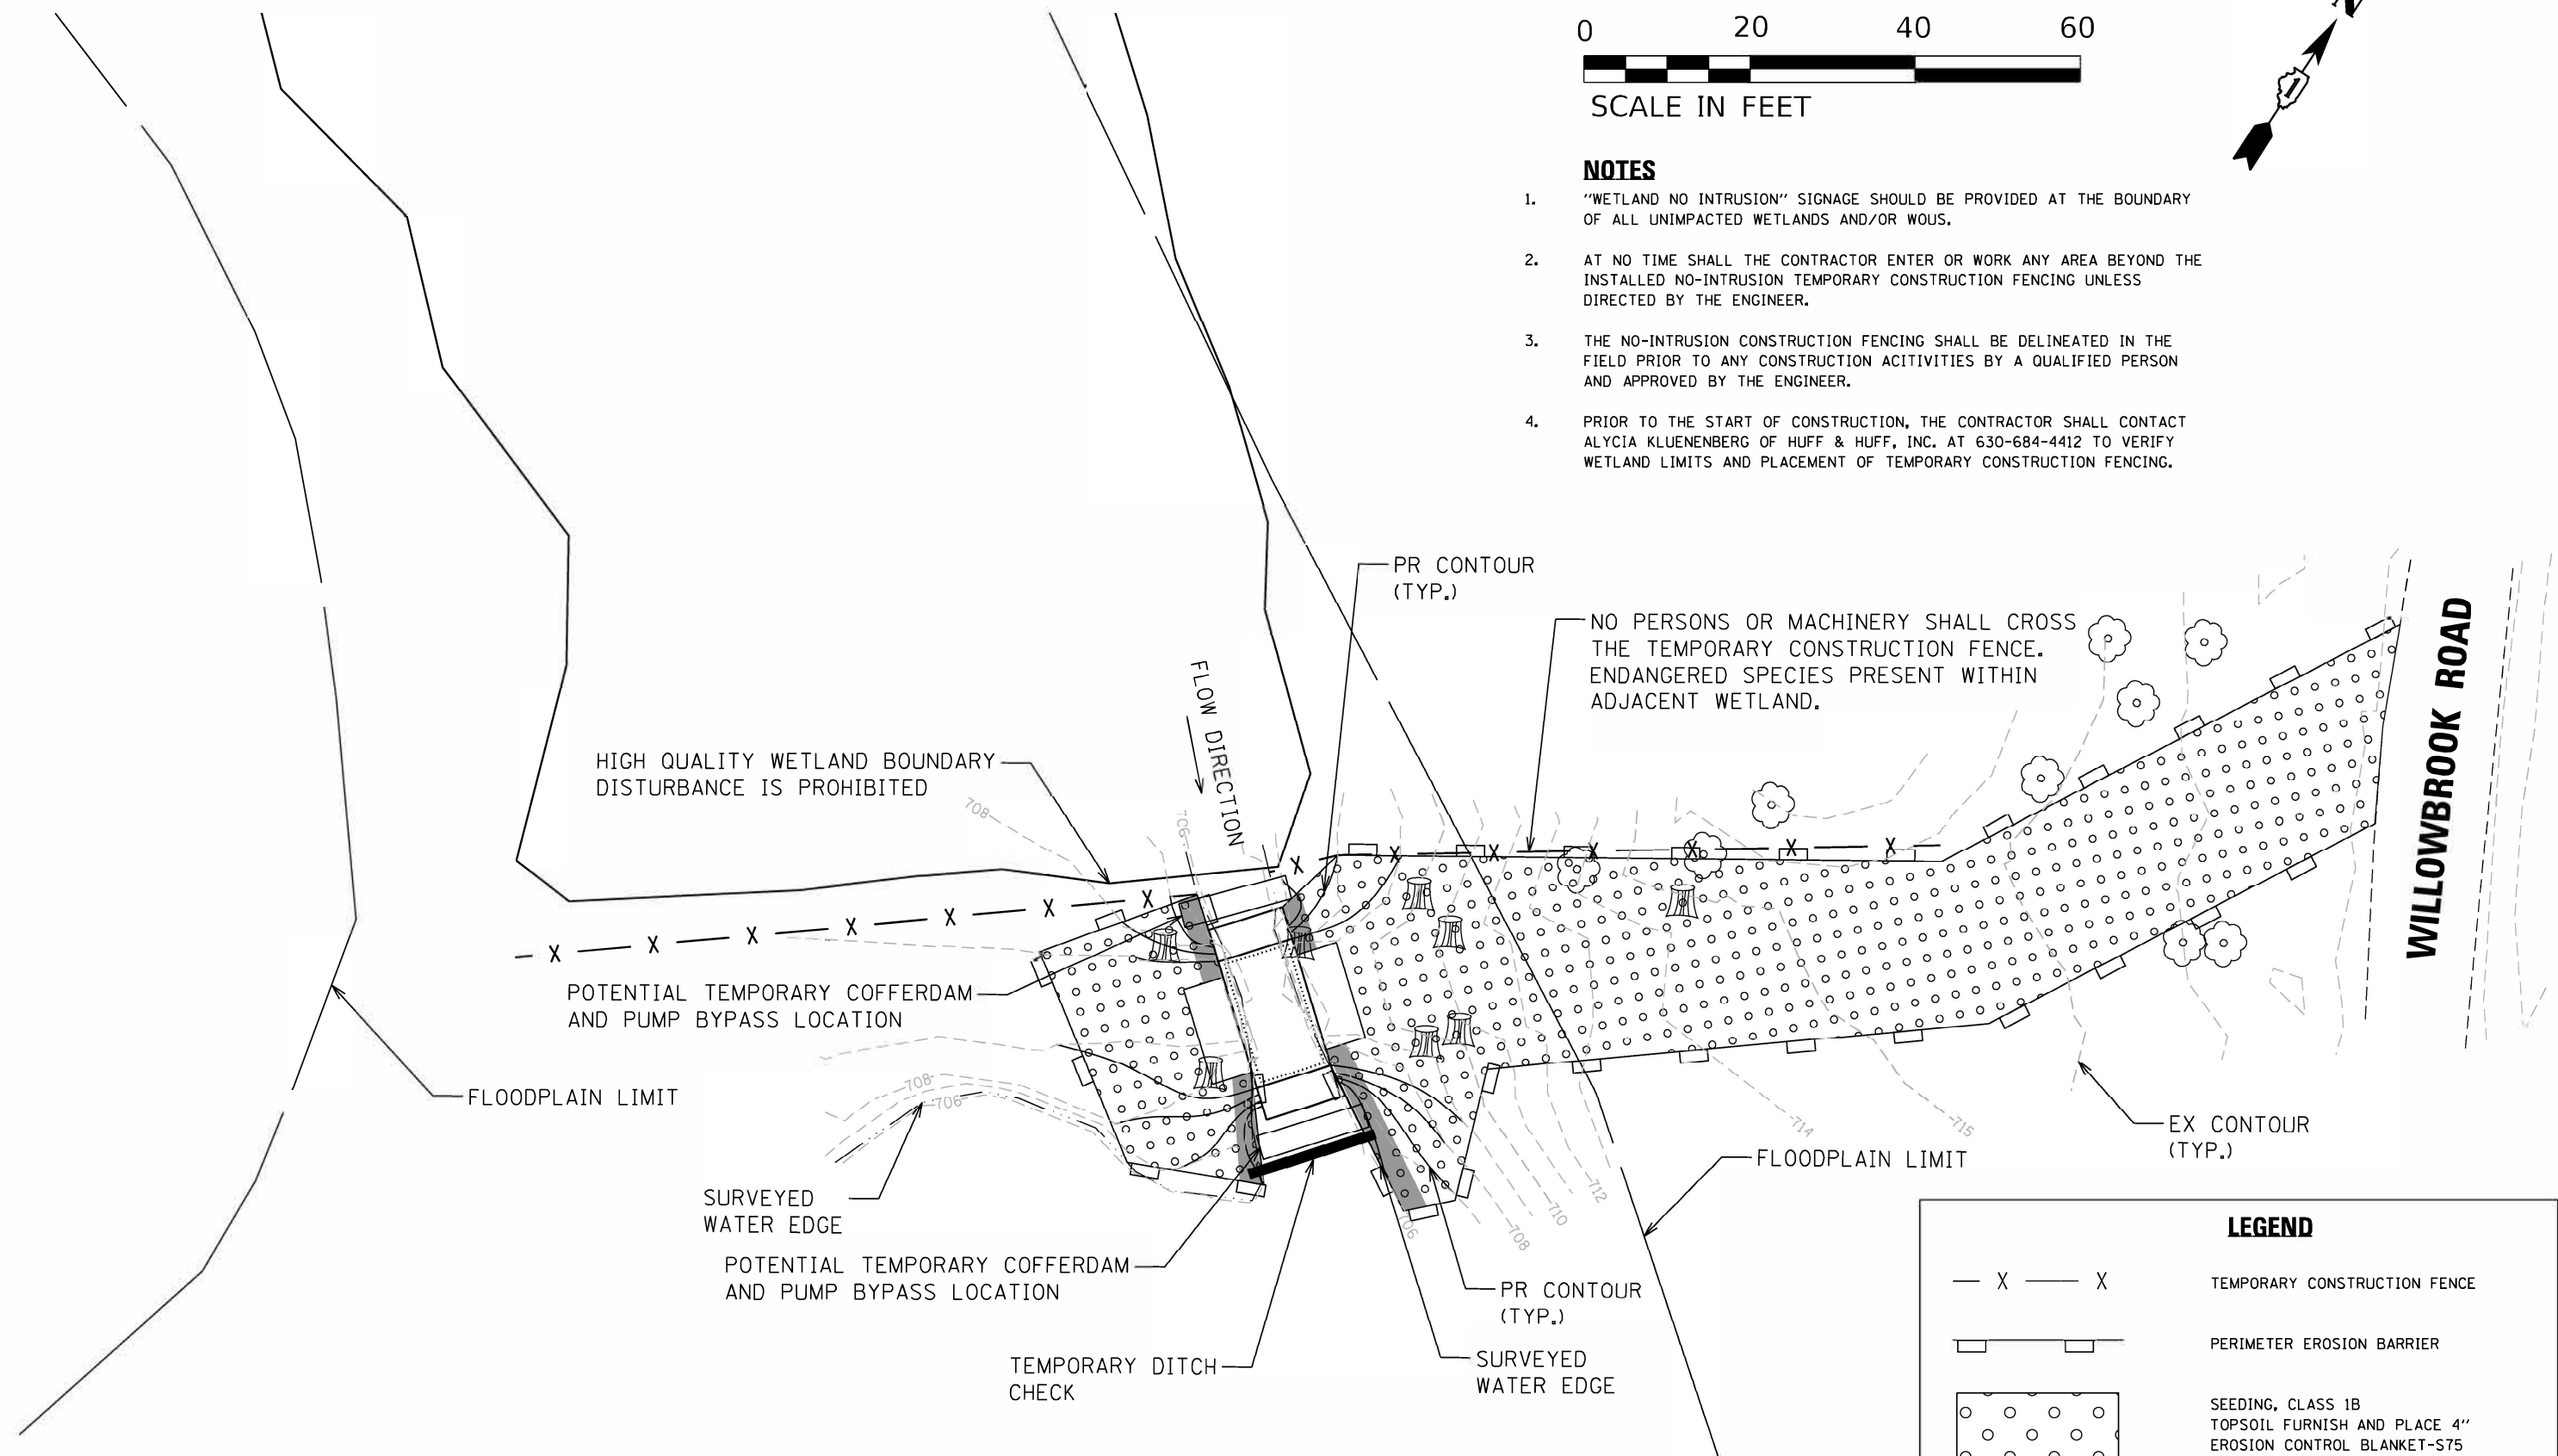 0 20 40 60
SCALE IN FEET
N
1
NOTES
1. "WETLAND NO INTRUSION" SIGNAGE SHOULD BE PROVIDED AT THE BOUNDARY
OF ALL UNIMPACTED WETLANDS AND/OR WOUS.
2. AT NO TIME SHALL THE CONTRACTOR ENTER OR WORK ANY AREA BEYOND THE
INSTALLED NO-INTRUSION TEMPORARY CONSTRUCTION FENCING UNLESS
DIRECTED BY THE ENGINEER.
3. THE NO-INTRUSION CONSTRUCTION FENCING SHALL BE DELINEATED IN THE
FIELD PRIOR TO ANY CONSTRUCTION ACITIVITIES BY A QUALIFIED PERSON
AND APPROVED BY THE ENGINEER.
4. PRIOR TO THE START OF CONSTRUCTION, THE CONTRACTOR SHALL CONTACT
ALYCIA KLUENENBERG OF HUFF & HUFF, INC. AT 630-684-4412 TO VERIFY
WETLAND LIMITS AND PLACEMENT OF TEMPORARY CONSTRUCTION FENCING.
PR CONTOUR
(TYP.)
NO PERSONS OR MACHINERY SHALL CROSS
THE TEMPORARY CONSTRUCTION FENCE.
ENDANGERED SPECIES PRESENT WITHIN
ADJACENT WETLAND.
WILLOWBROOK ROAD
FLOW DIRECTION
HIGH QUALITY WETLAND BOUNDARY
DISTURBANCE IS PROHIBITED
708
706
POTENTIAL TEMPORARY COFFERDAM
AND PUMP BYPASS LOCATION
FLOODPLAIN LIMIT
708
706
SURVEYED
WATER EDGE
POTENTIAL TEMPORARY COFFERDAM
AND PUMP BYPASS LOCATION
TEMPORARY DITCH
CHECK
706
708
710
712
714
715
PR CONTOUR
(TYP.)
SURVEYED
WATER EDGE
FLOODPLAIN LIMIT
EX CONTOUR
(TYP.)
LEGEND
X X TEMPORARY CONSTRUCTION FENCE
PERIMETER EROSION BARRIER
SEEDING, CLASS 1B
TOPSOIL FURNISH AND PLACE 4"
EROSION CONTROL BLANKET-S75